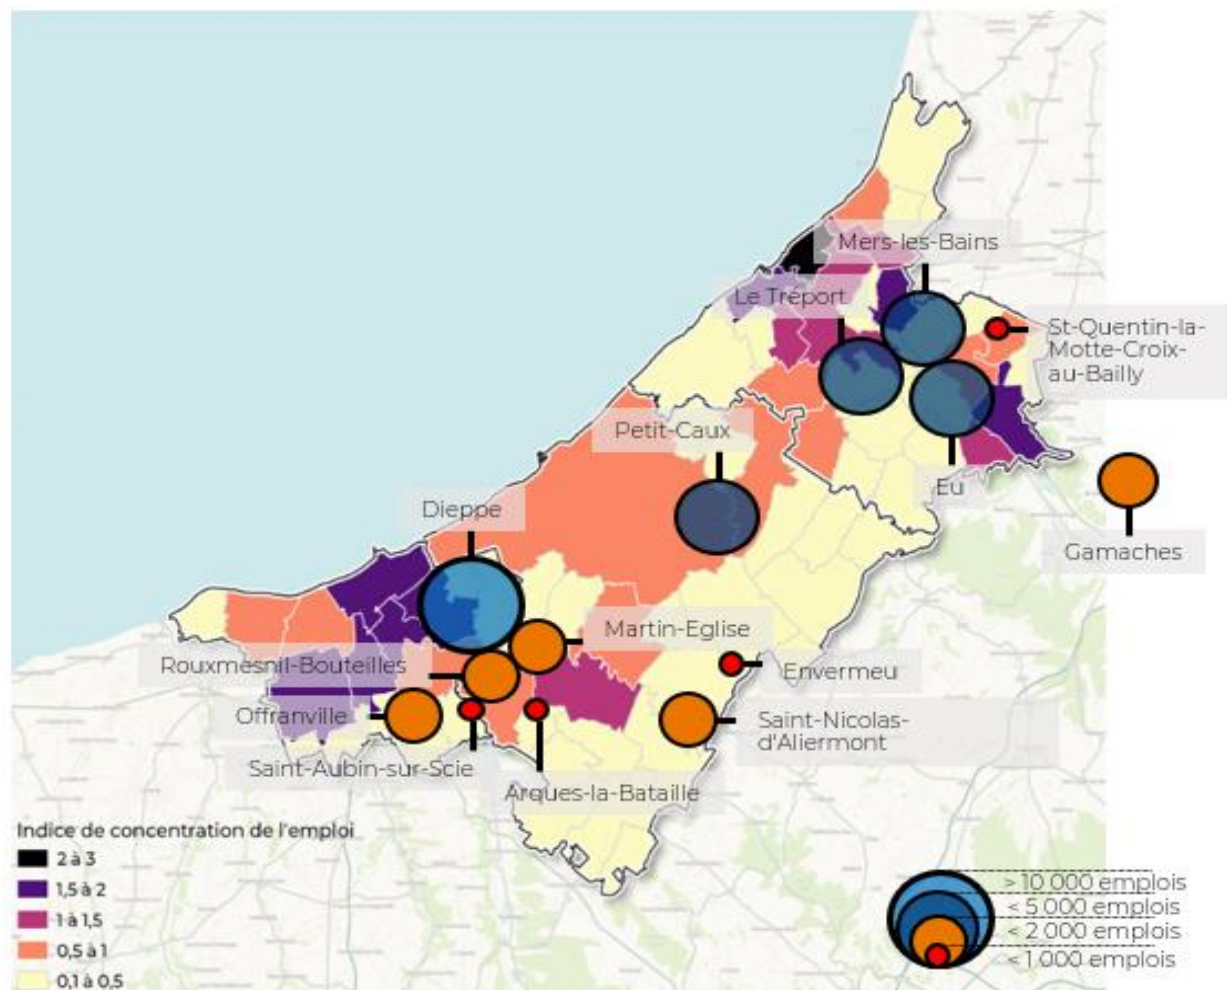 Mers-les-Bains
Le Tréport
St-Quentin-la-
Motte-Croix-
au-Bailly
Petit-Caux
Eu
Dieppe
Gamaches
Martin-Eglise
Rouxmesnil-Bouteilles
Envermeu
Offranville
Saint-Nicolas-
d'Aliermont
Saint-Aubin-sur-Scie
Arques-la-Bataille
Indice de concentration de l'emploi
2 à 3
1,5 à 2
1 à 1,5
0,5 à 1
0,1 à 0,5
> 10 000 emplois
< 5 000 emplois
< 2 000 emplois
< 1 000 emplois